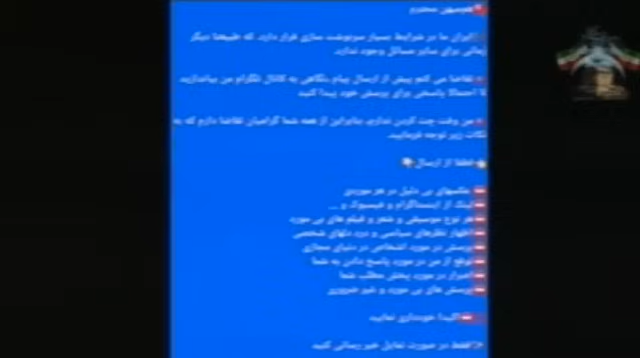 هموطن محترم
ایران ما در شرایط بسیار سرنوشت سازی قرار دارد، که طبیعتا دیگر
زمانی برای سایر مسائل وجود ندارد.
تقاضا می کنم پیش از ارسال پیام نگاهی به کانال تلگرام من بیاندازید
تا احتمالا پاسخی برای پرسش خود پیدا کنید
من وقت چت کردن ندارم، بنابراین از همه شما گرامیان تقاضا دارم که به
نکات زیر توجه فرمایید.
لطفا از ارسال
عکسهای بی دلیل در هر موردی
لینک از اینستاگرام و فیسبوک و ...
هر نوع موسیقی و شعر و فیلم های بی مورد
اظهار نظرهای سیاسی و درد دلهای شخصی
پرسش در مورد اشخاص در دنیای مجازی
توقع از من در مورد پاسخ دادن به شما
اصرار در مورد پخش مطلب شما
پرسش های بی مورد و غیر ضروری
اکیدا خودداری نمایید
فقط در صورت تمایل خبر رسانی کنید